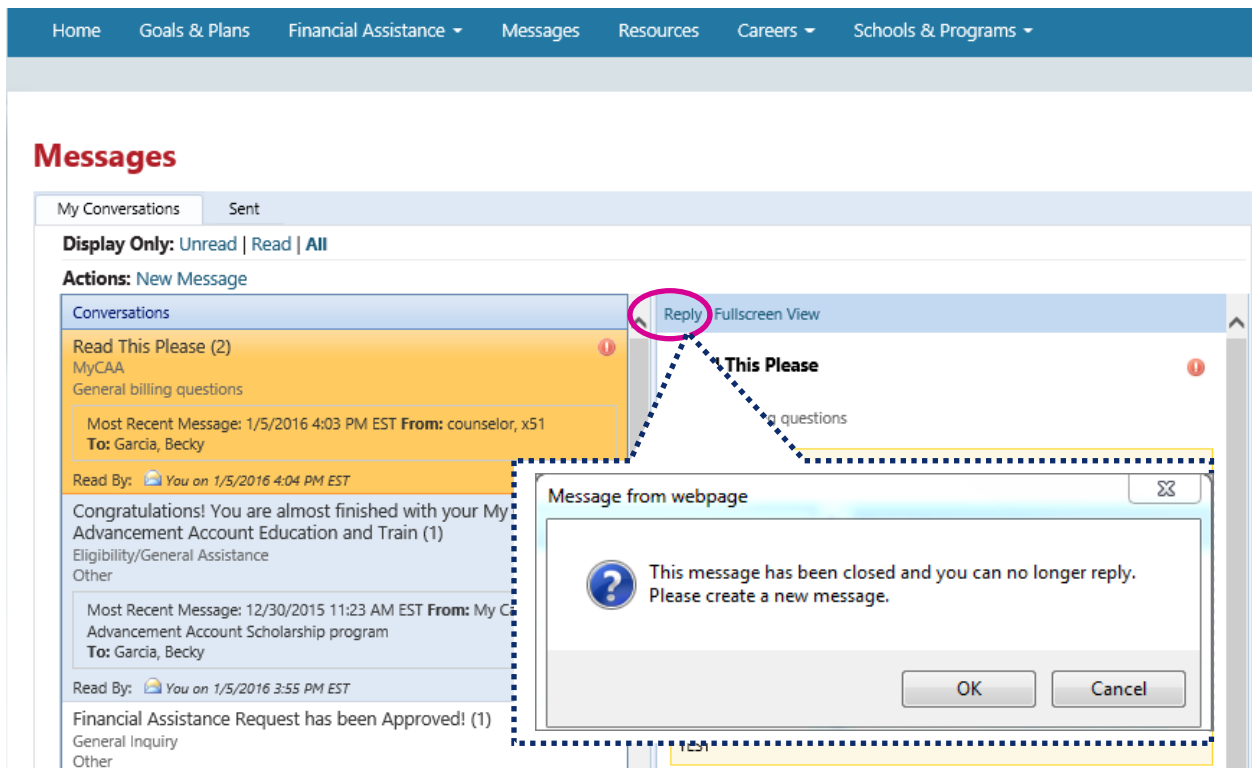 Home Goals & Plans Financial Assistance Messages Resources Careers Schools & Programs
Messages
My Conversations Sent
Display Only: Unread | Read | All
Actions: New Message
Conversations
Read This Please (2)
MyCAA
General billing questions
Most Recent Message: 1/5/2016 4:03 PM EST From: counselor, x51
To: Garcia, Becky
Read By: You on 1/5/2016 4:04 PM EST
Congratulations! You are almost finished with your My
Advancement Account Education and Train (1)
Eligibility/General Assistance
Other
Most Recent Message: 12/30/2015 11:23 AM EST From: My
Advancement Account Scholarship program
To: Garcia, Becky
Read By: You on 1/5/2016 3:55 PM EST
Financial Assistance Request has been Approved! (1)
General Inquiry
Other
Reply Fullscreen View
This Please
questions
Message from webpage
This message has been closed and you can no longer reply.
Please create a new message.
OK Cancel